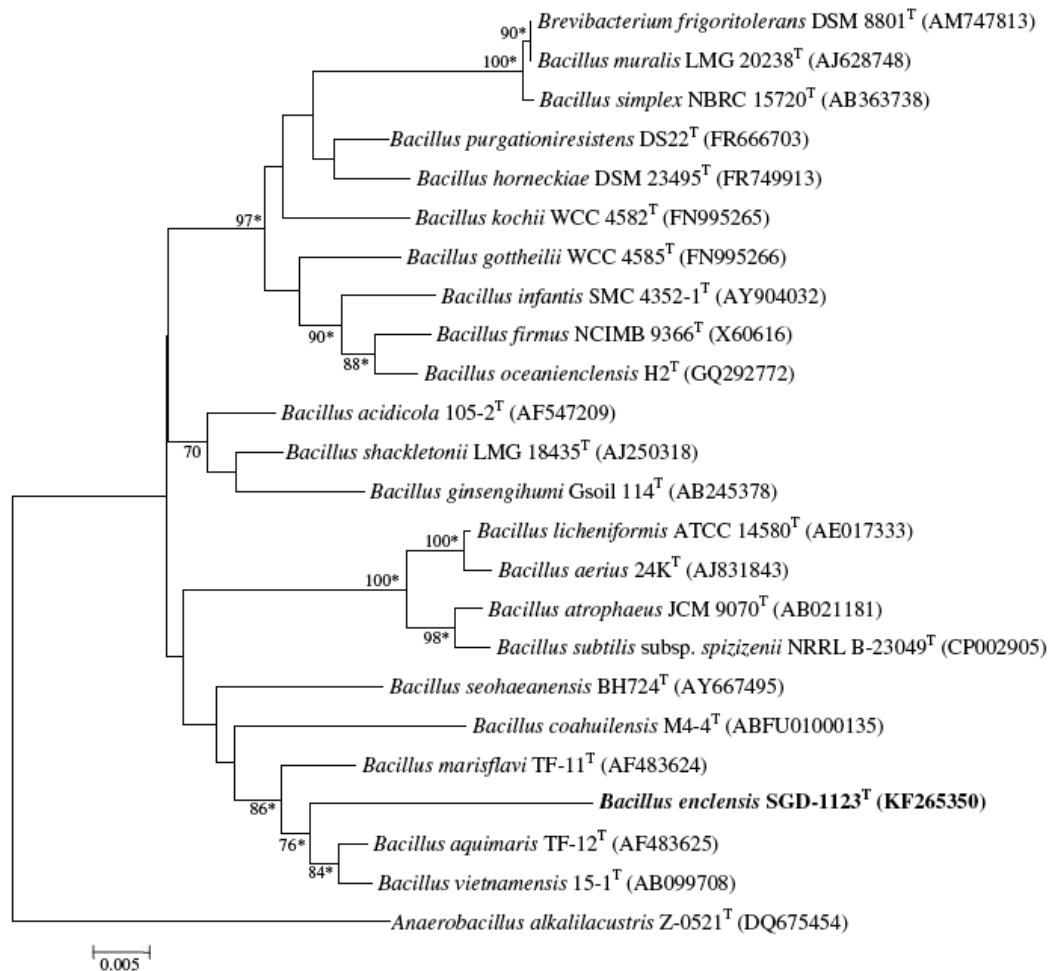 Brevibacterium frigoritolerans DSM 8801T (AM747813)
90*
Bacillus muralis LMG 20238T (AJ628748)
100*
Bacillus simplex NBRC 15720T (AB363738)
Bacillus purgationiresistens DS22T (FR666703)
Bacillus horneckiae DSM 23495T (FR749913)
Bacillus kochii WCC 4582T (FN995265)
97*
Bacillus gottheilii WCC 4585T (FN995266)
Bacillus infantis SMC 4352-1T (AY904032)
90*
Bacillus firmus NCIMB 9366T (X60616)
88*
Bacillus oceanienclensis H2T (GQ292772)
Bacillus acidicola 105-2T (AF547209)
70
Bacillus shackletonii LMG 18435T (AJ250318)
Bacillus ginsengihumi Gsoil 114T (AB245378)
Bacillus licheniformis ATCC 14580T (AE017333)
100*
Bacillus aerius 24KT (AJ831843)
100*
Bacillus atrophaeus JCM 9070T (AB021181)
98*
Bacillus subtilis subsp. spizizenii NRRL B-23049T (CP002905)
Bacillus seohaeanensis BH724T (AY667495)
Bacillus coahuilensis M4-4T (ABFU01000135)
Bacillus marisflavi TF-11T (AF483624)
86*
Bacillus enclensis SGD-1123T (KF265350)
76*
Bacillus aquimaris TF-12T (AF483625)
84*
Bacillus vietnamensis 15-1T (AB099708)
Anaerobacillus alkalilacustris Z-0521T (DQ675454)
0.005